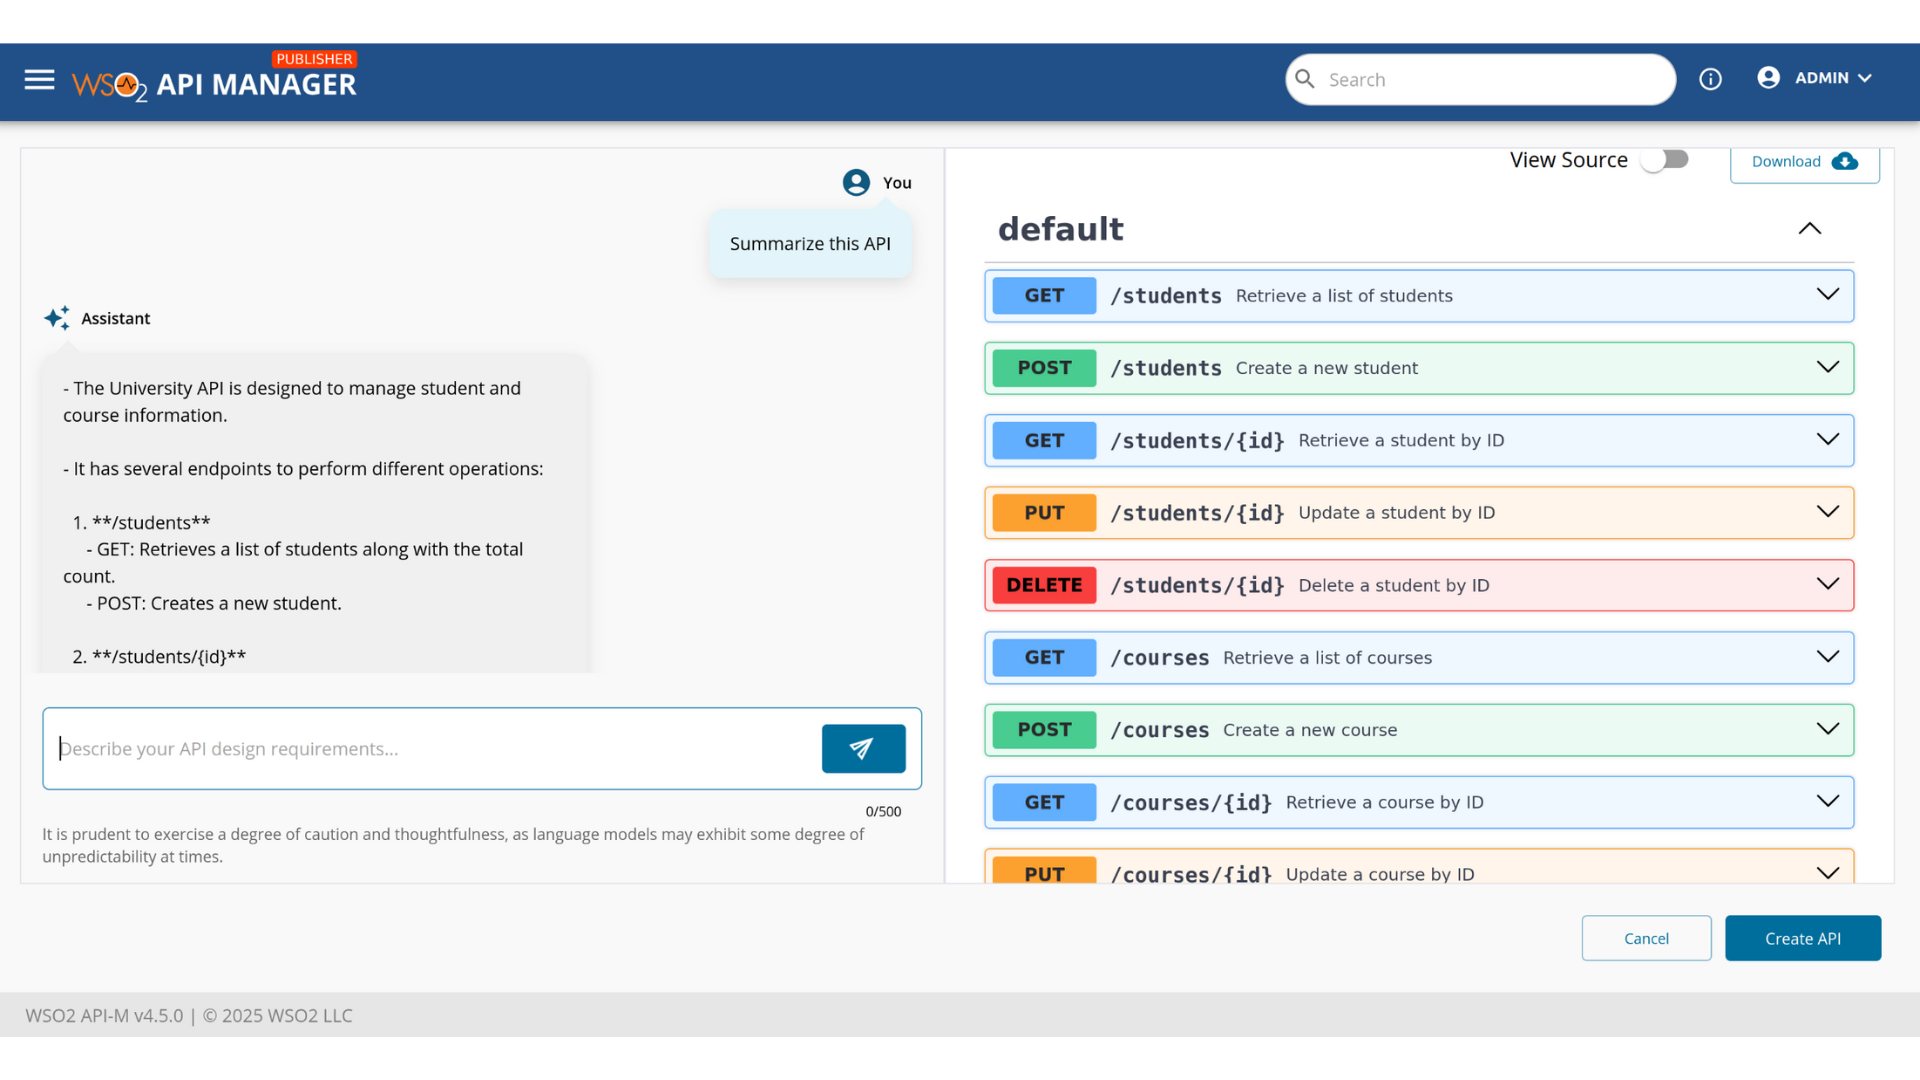 PUBLISHER
WSO2 API MANAGER
Search
ADMIN
You
Summarize this API
Assistant
- The University API is designed to manage student and
course information.
- It has several endpoints to perform different operations:
1. **/students**
- GET: Retrieves a list of students along with the total
count.
- POST: Creates a new student.
2. **/students/{id}**
Describe your API design requirements...
0/500
It is prudent to exercise a degree of caution and thoughtfulness, as language models may exhibit some degree of
unpredictability at times.
View Source
Download
default
GET /students Retrieve a list of students
POST /students Create a new student
GET /students/{id} Retrieve a student by ID
PUT /students/{id} Update a student by ID
DELETE /students/{id} Delete a student by ID
GET /courses Retrieve a list of courses
POST /courses Create a new course
GET /courses/{id} Retrieve a course by ID
PUT /courses/{id} Update a course by ID
Cancel
Create API
WSO2 API-M v4.5.0 | © 2025 WSO2 LLC